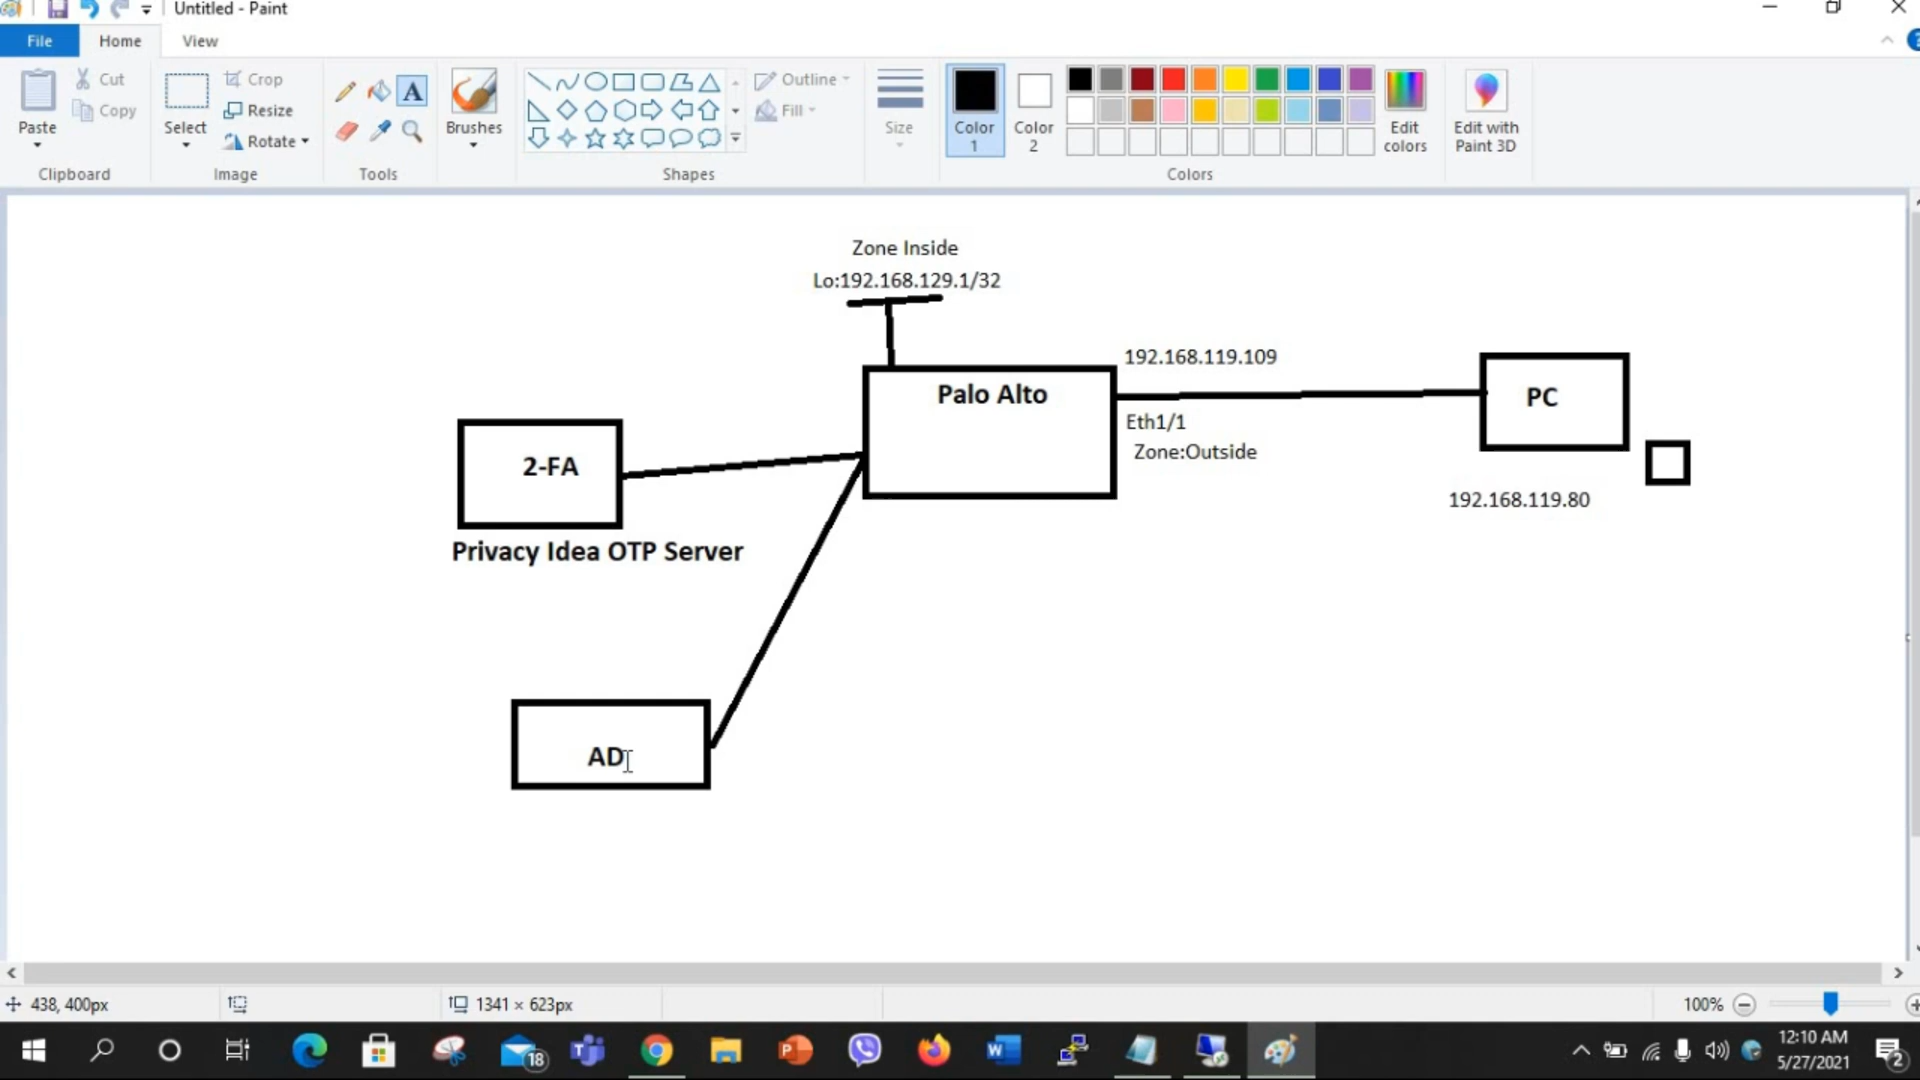 Untitled - Paint
File
Home
View
Paste
Cut
Copy
Clipboard
Select
Crop
Resize
Rotate
Image
A
Tools
Brushes
Shapes
Outline
Fill
Size
Color
1
Color
2
Edit
colors
Colors
Edit with
Paint 3D
Zone Inside
Lo:192.168.129.1/32
192.168.119.109
Palo Alto
PC
Eth1/1
Zone:Outside
2-FA
192.168.119.80
Privacy Idea OTP Server
AD
438, 400px
1341 × 623px
100%
18
12:10 AM
5/27/2021
2